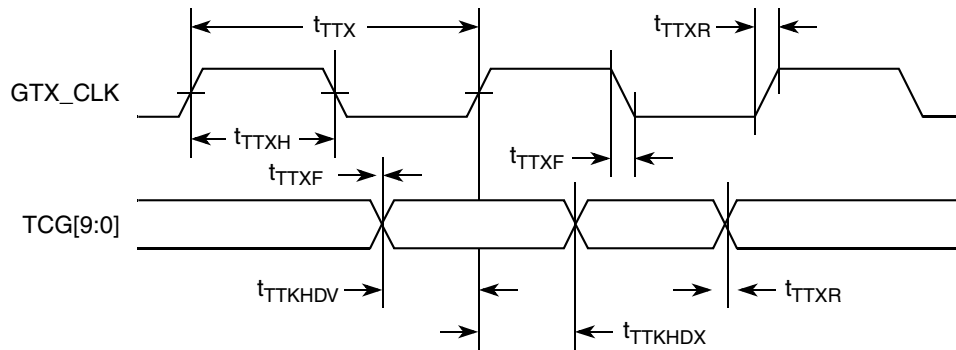 tTTX
tTTXR
GTX_CLK
tTTXH
tTTXF
tTTXF
TCG[9:0]
tTTKHDV
tTTXR
tTTKHDX